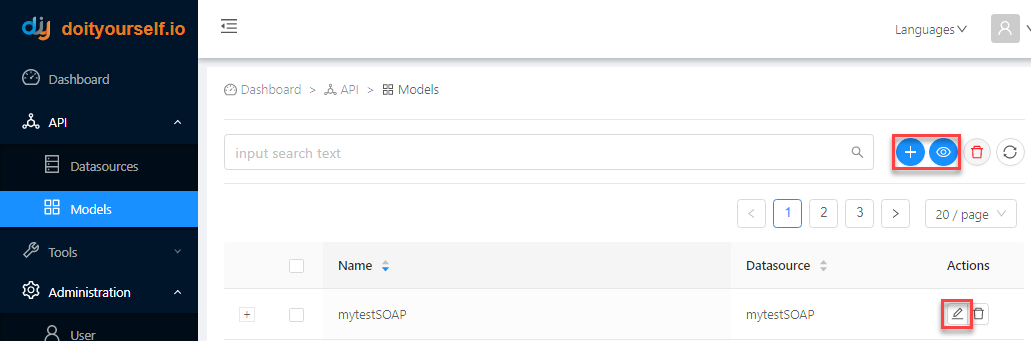 diy doityourself.io
Languages
Dashboard
API
Datasources
Models
Tools
Administration
User
Dashboard > API > Models
input search text
1 2 3 20 / page
Name Datasource Actions
mytestSOAP mytestSOAP